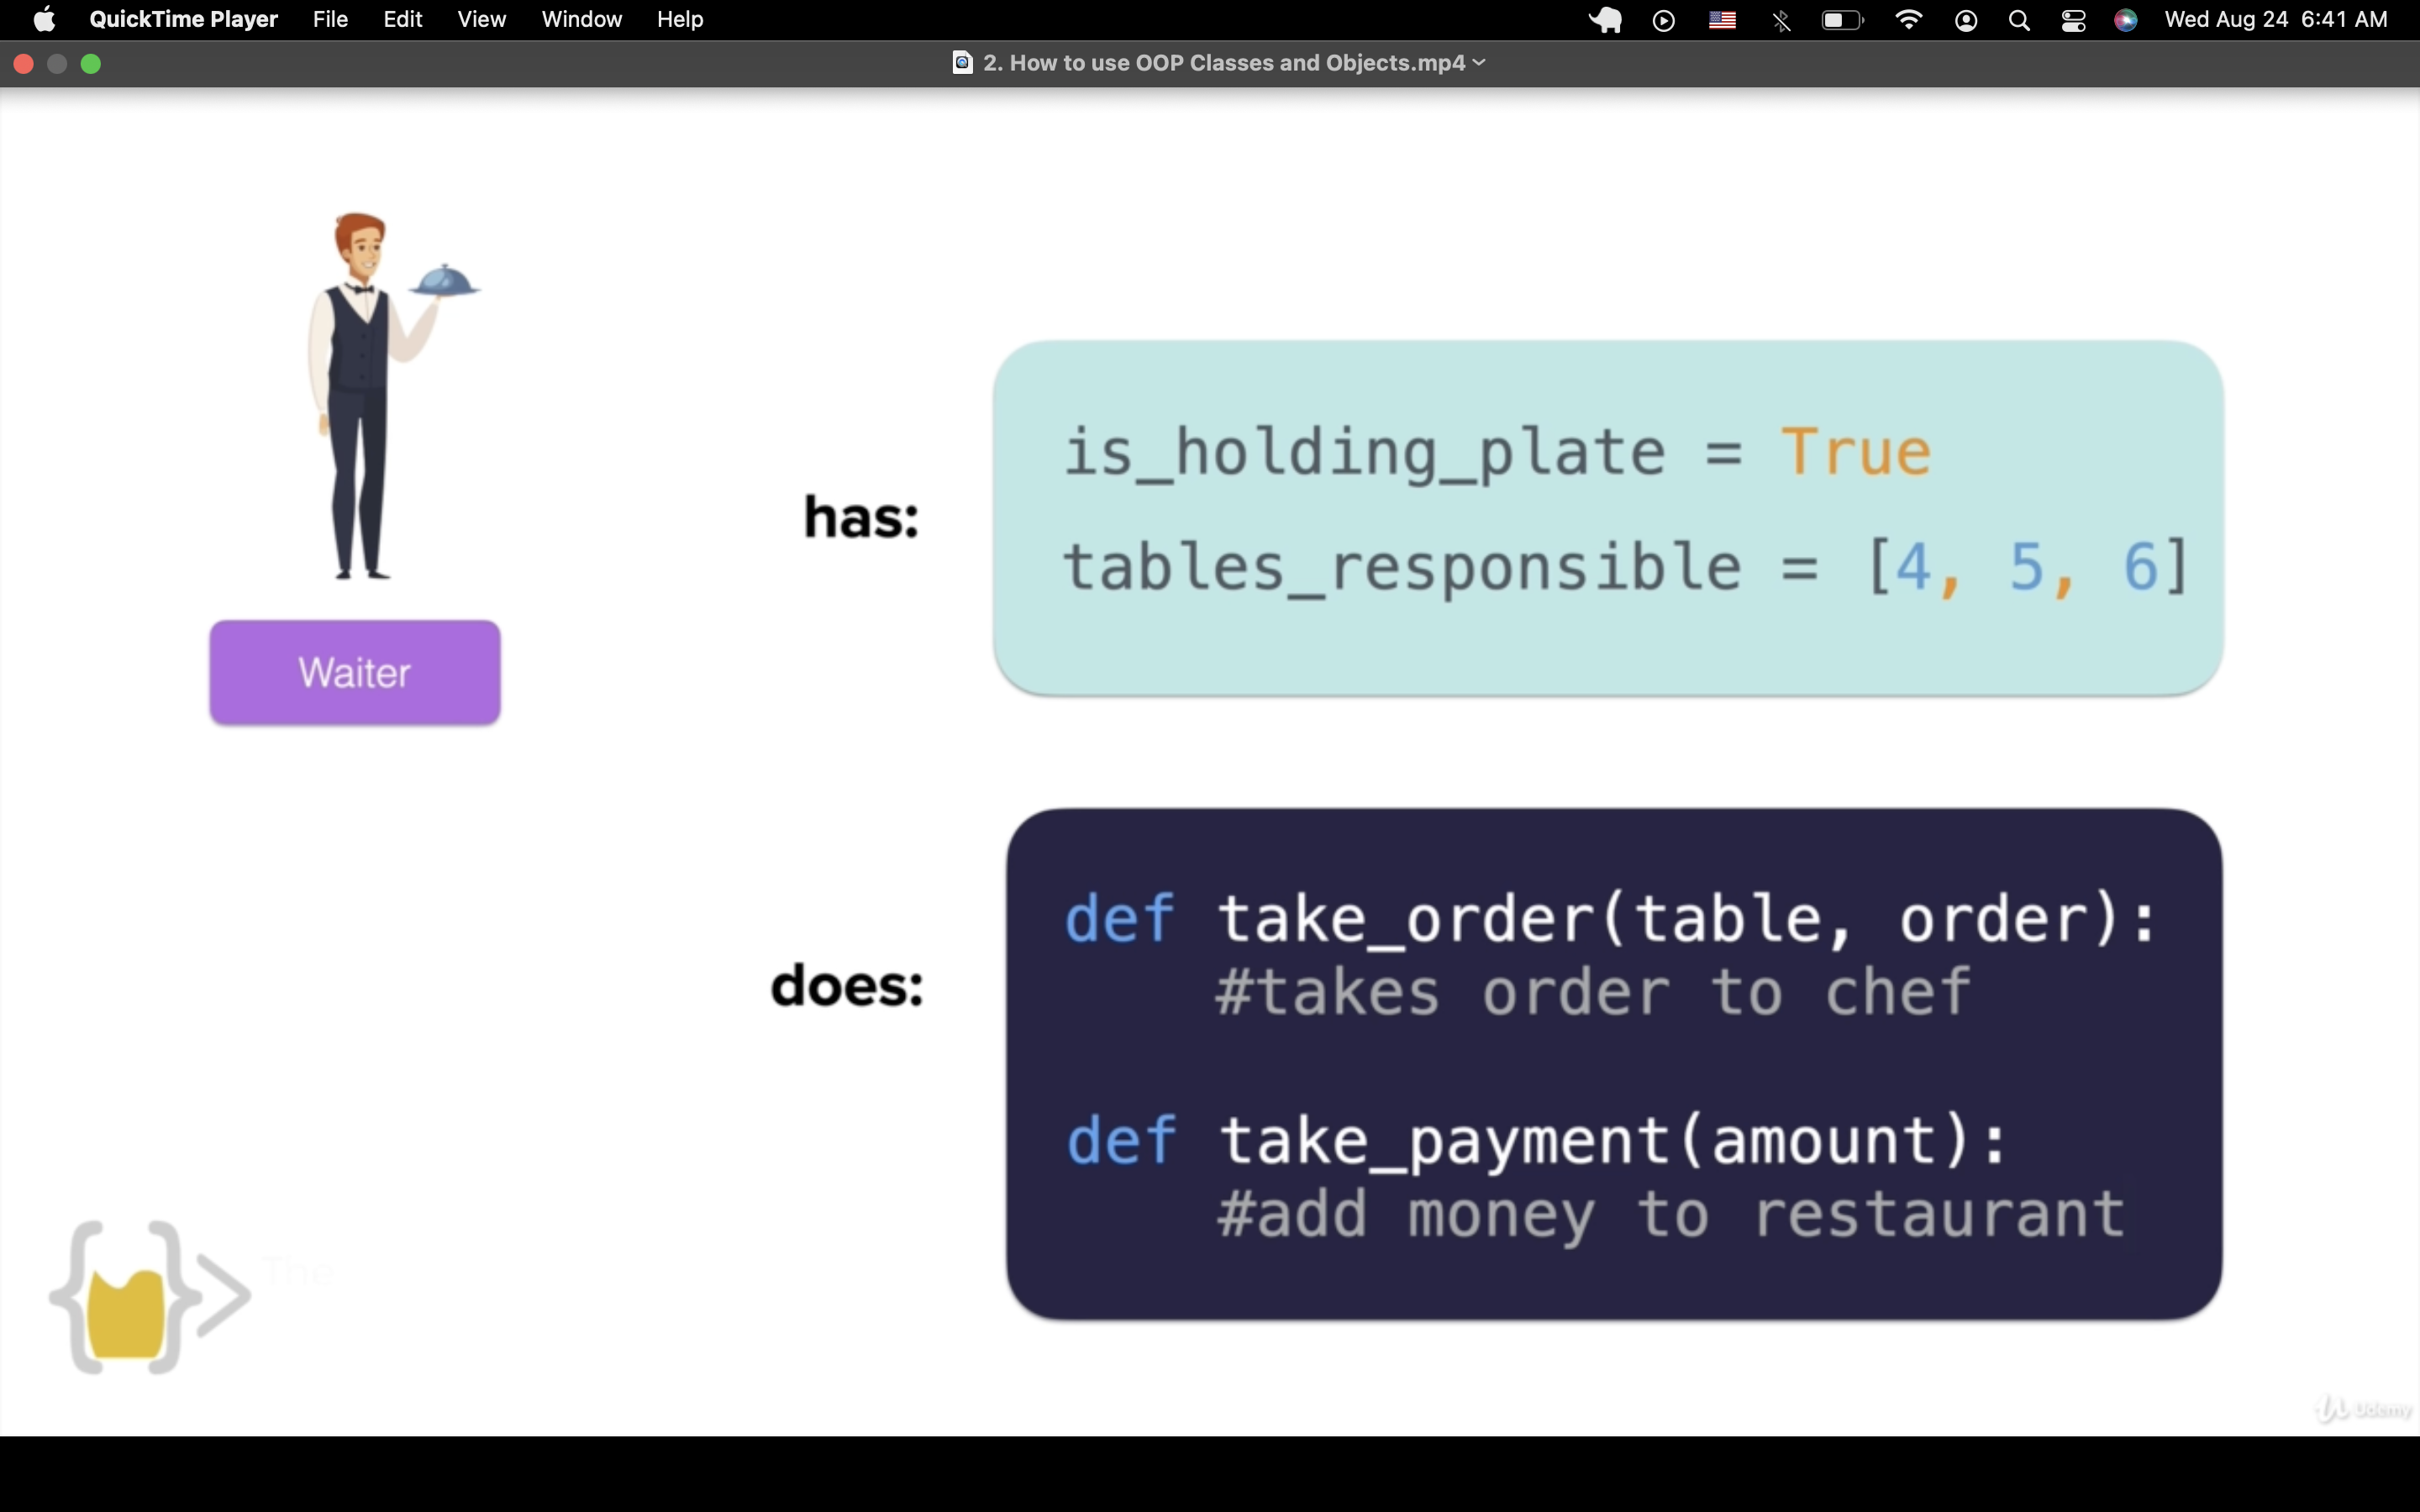 QuickTime Player File Edit View Window Help Wed Aug 24 6:41 AM
2. How to use OOP Classes and Objects.mp4
is_holding_plate = True
has:
tables_responsible = [4, 5, 6]
Waiter
def take_order(table, order):
#takes order to chef
does:
def take_payment(amount):
#add money to restaurant
The
Udemy